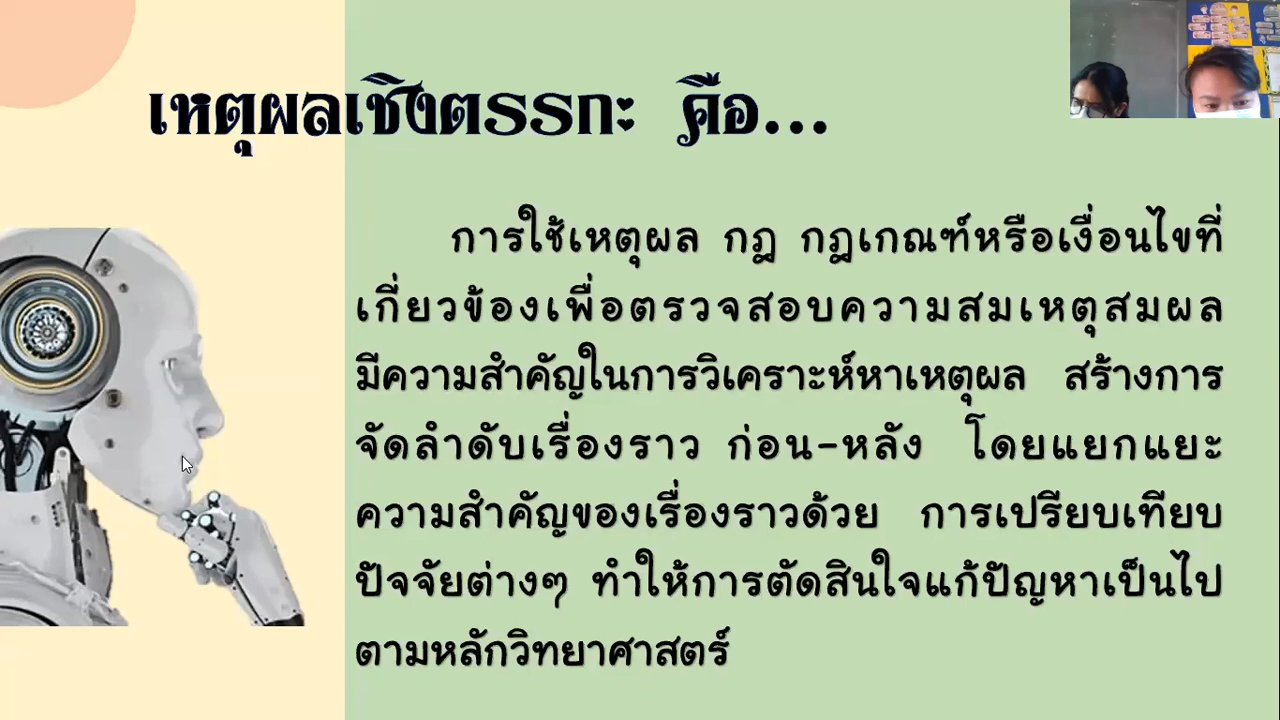 เหตุผลเชิงตรรกะ คือ...
การใช้เหตุผล กฎ กฎเกณฑ์หรือเงื่อนไขที่
เกี่ยวข้องเพื่อตรวจสอบความสมเหตุสมผล
มีความสำคัญในการวิเคราะห์หาเหตุผล สร้างการ
จัดลำดับเรื่องราว ก่อน-หลัง โดยแยกแยะ
ความสำคัญของเรื่องราวด้วย การเปรียบเทียบ
ปัจจัยต่างๆ ทำให้การตัดสินใจแก้ปัญหาเป็นไป
ตามหลักวิทยาศาสตร์